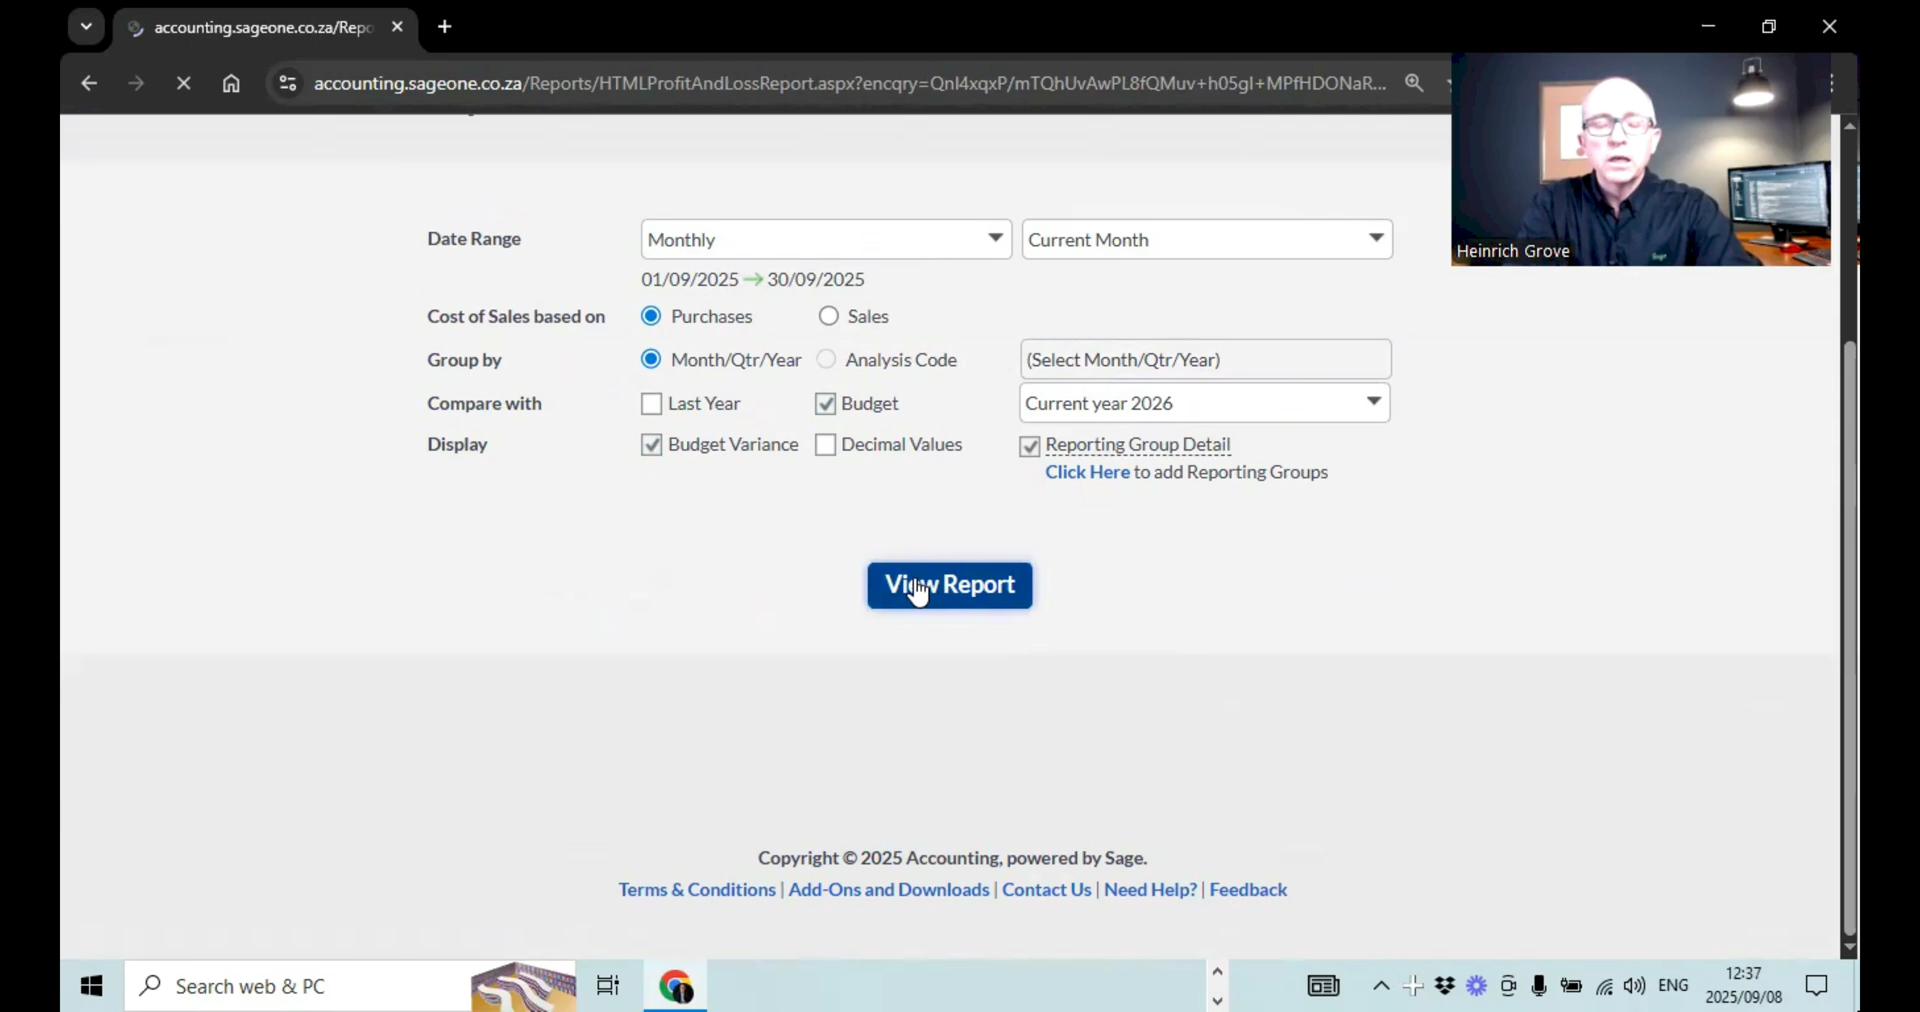 accounting.sageone.co.za/Repo
accounting.sageone.co.za/Reports/HTMLProfitAndLossReport.aspx?encqry=QnI4xqxP/mTQhUvAwPL8fQMuv+h05gI+MPfHDONaR...
Heinrich Grove
Date Range Monthly Current Month
01/09/2025 → 30/09/2025
Cost of Sales based on Purchases Sales
Group by Month/Qtr/Year Analysis Code (Select Month/Qtr/Year)
Compare with Last Year Budget Current year 2026
Display Budget Variance Decimal Values Reporting Group Detail
Click Here to add Reporting Groups
View Report
Copyright © 2025 Accounting, powered by Sage.
Terms & Conditions | Add-Ons and Downloads | Contact Us | Need Help? | Feedback
Search web & PC
ENG
12:37
2025/09/08